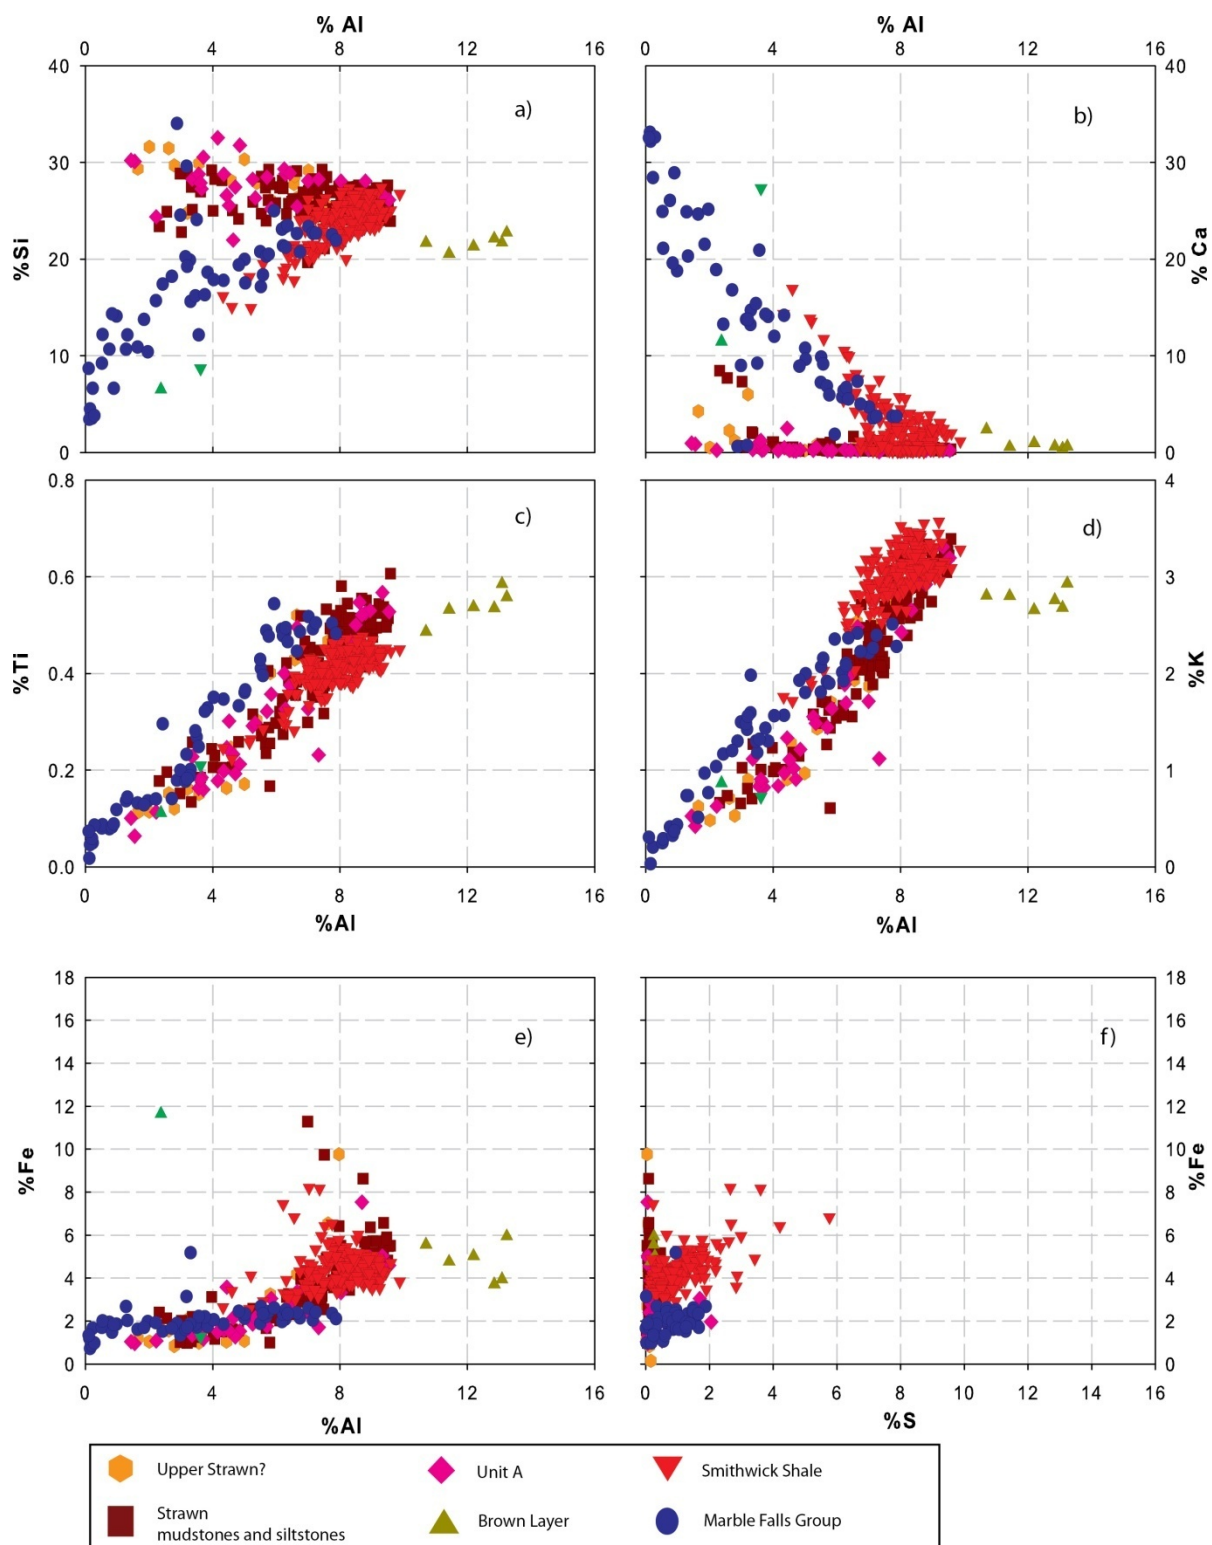 % Al
% Al
0 4 8 12 16
0 4 8 12 16
40
30
20
10
0
%Si
a)
b)
40
30
20
10
0
% Ca
0.8
0.6
0.4
0.2
0.0
%Ti
c)
d)
4
3
2
1
0
%K
0 4 8 12 16
0 4 8 12 16
%Al
%Al
18
16
14
12
10
8
6
4
2
0
%Fe
e)
f)
18
16
14
12
10
8
6
4
2
0
%Fe
0 4 8 12 16
0 2 4 6 8 10 12 14 16
%Al
%S
Upper Strawn?
Unit A
Smithwick Shale
Strawn
mudstones and siltstones
Brown Layer
Marble Falls Group